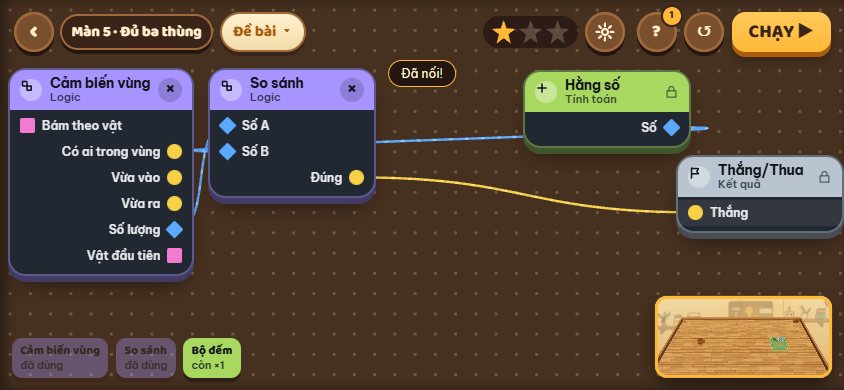 Màn 5 · Đủ ba thùng
Đề bài
?
1
CHẠY
Đã nối!
Cảm biến vùng
Logic
Bám theo vật
Có ai trong vùng
Vừa vào
Vừa ra
Số lượng
Vật đầu tiên
So sánh
Logic
Số A
Số B
Đúng
Hằng số
Tính toán
Số
Thắng/Thua
Kết quả
Thắng
Cảm biến vùng
đã dùng
So sánh
đã dùng
Bộ đếm
còn ×1